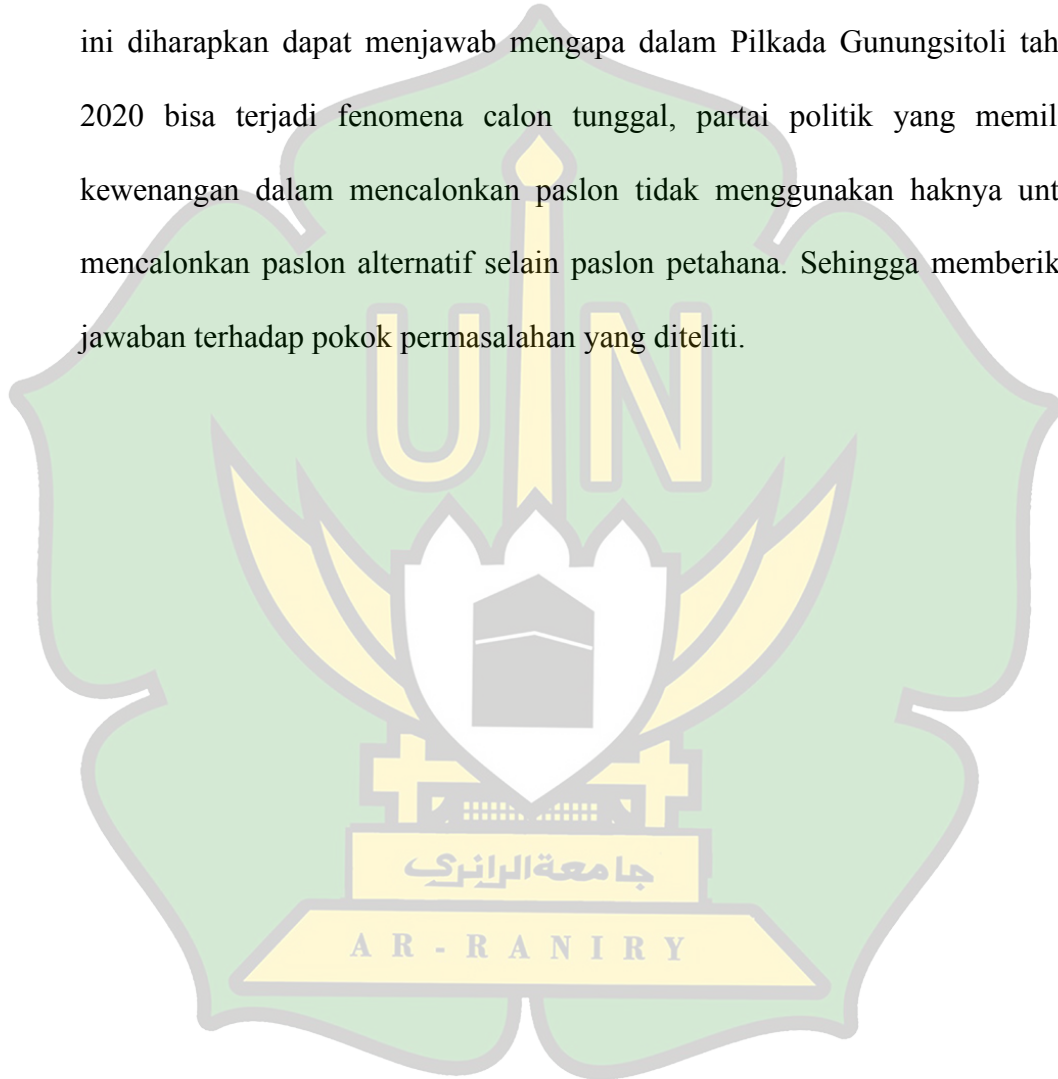 ini diharapkan dapat menjawab mengapa dalam Pilkada Gunungsitoli tah
2020 bisa terjadi fenomena calon tunggal, partai politik yang memil
kewenangan dalam mencalonkan paslon tidak menggunakan haknya unt
mencalonkan paslon alternatif selain paslon petahana. Sehingga memberik
jawaban terhadap pokok permasalahan yang diteliti.
UIN
جامعةالرانري
AR-RANIRY